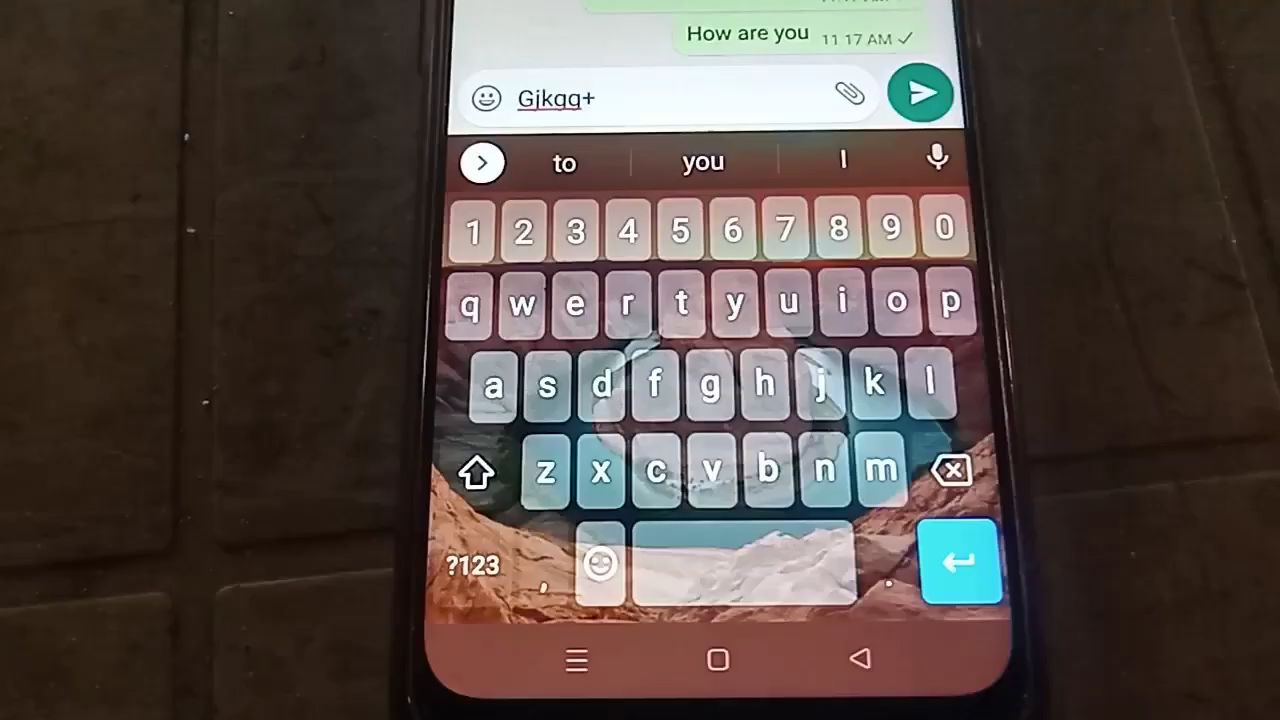 How are you 11 17 AM
Gjkqq+
to you I
1 2 3 4 5 6 7 8 9 0
q w e r t y u i o p
a s d f g h j k l
z x c v b n m
?123 , .